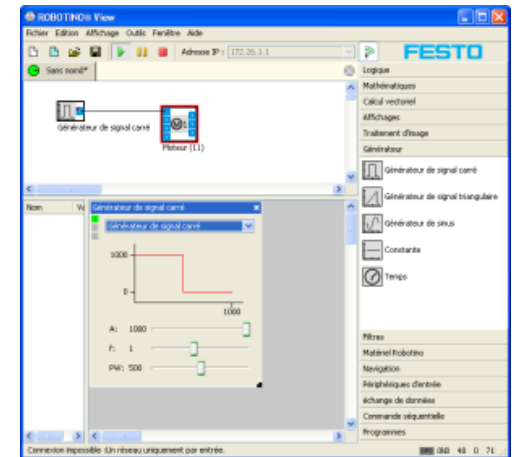 ROBOTINO® View
Fichier Edition Affichage Outils Fenêtre Aide
Adresse IP : 172.26.1.1
FESTO
Sans nom1*
Générateur de signal carré
Moteur (11)
Logique
Mathématiques
Calcul vectoriel
Affichages
Traitement d'image
Générateur
Générateur de signal carré
Générateur de signal triangulaire
Générateur de sinus
Constante
Temps
Filtres
Matériel Robotino
Navigation
Périphériques d'entrée
échange de données
Commande séquentielle
Programmes
Nom
Générateur de signal carré
Générateur de signal carré
1000
0
1000
A: 1000
f: 1
PW: 500
Connexion impossible :Un réseau uniquement par entrée.
48 0 71